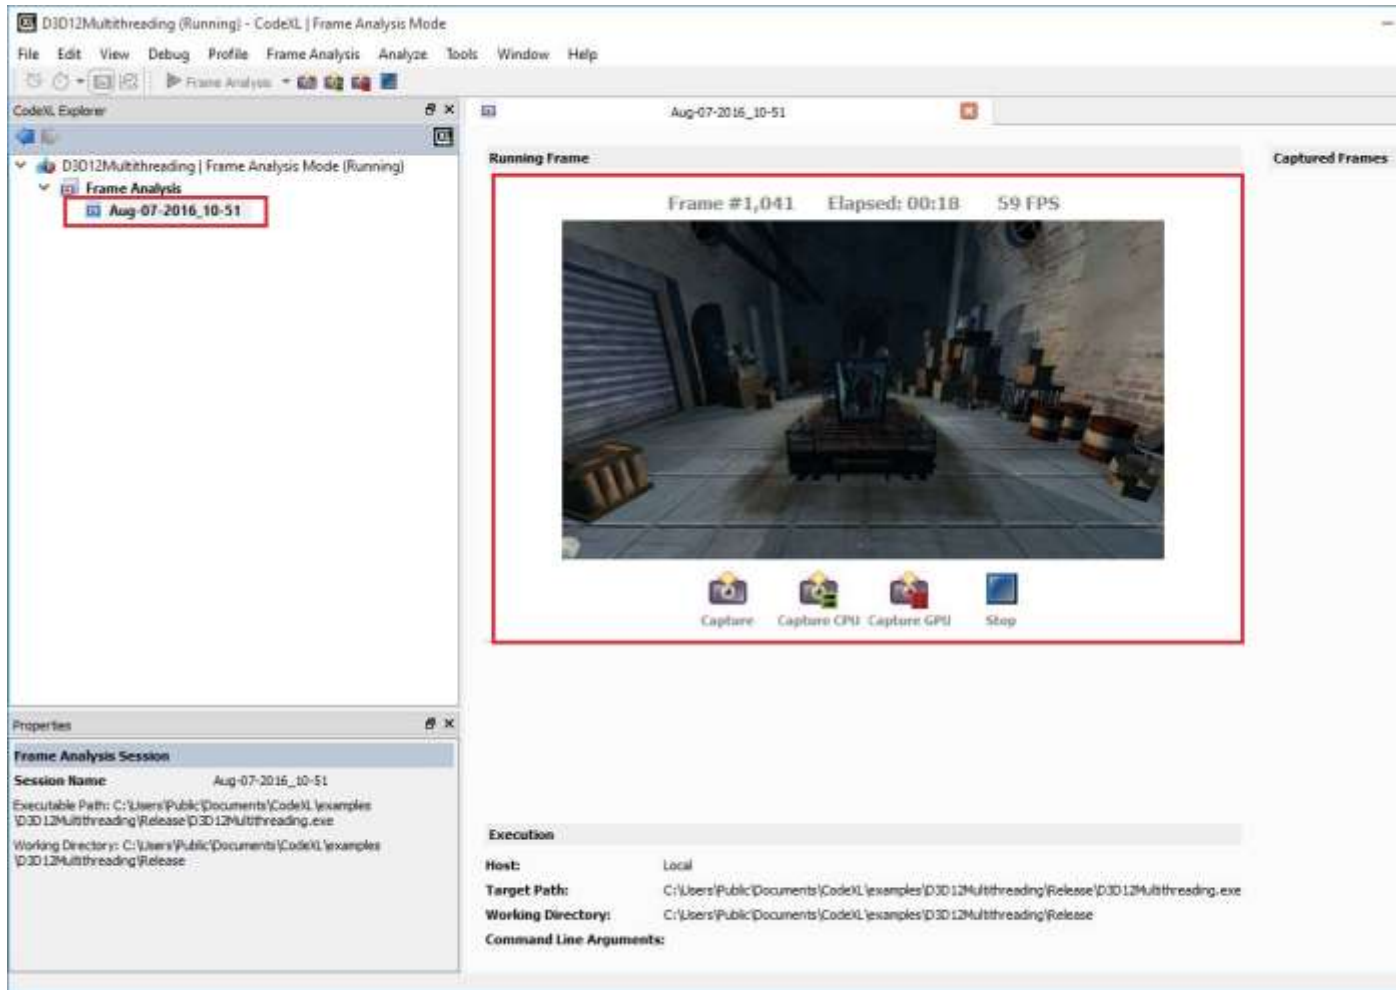 D3D12Multithreading (Running) - CodeXL | Frame Analysis Mode
File Edit View Debug Profile Frame Analysis Analyze Tools Window Help
Frame Analysis
CodeXL Explorer
Aug-07-2016_10-51
D3D12Multithreading | Frame Analysis Mode (Running)
Frame Analysis
Aug-07-2016_10-51
Running Frame
Captured Frames
Frame #1,041 Elapsed: 00:18 59 FPS
Capture Capture CPU Capture GPU Stop
Properties
Frame Analysis Session
Session Name Aug-07-2016_10-51
Executable Path: C:\Users\Public\Documents\CodeXL\examples
\D3D12Multithreading\Release\D3D12Multithreading.exe
Working Directory: C:\Users\Public\Documents\CodeXL\examples
\D3D12Multithreading\Release
Execution
Host: Local
Target Path: C:\Users\Public\Documents\CodeXL\examples\D3D12Multithreading\Release\D3D12Multithreading.exe
Working Directory: C:\Users\Public\Documents\CodeXL\examples\D3D12Multithreading\Release
Command Line Arguments: